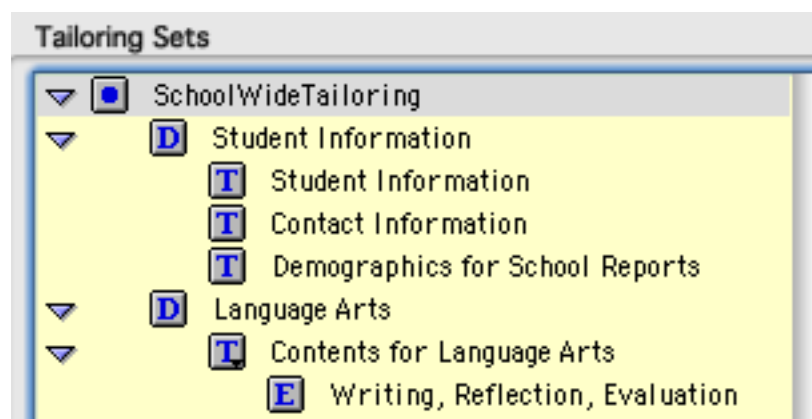 Tailoring Sets
SchoolWideTailoring
D Student Information
T Student Information
T Contact Information
T Demographics for School Reports
D Language Arts
T Contents for Language Arts
E Writing, Reflection, Evaluation